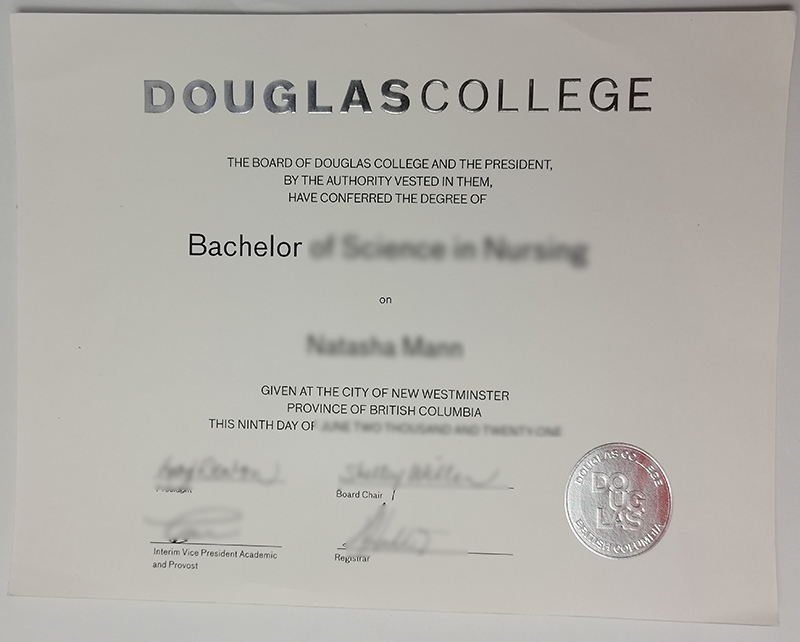 DOUGLASCOLLEGE
THE BOARD OF DOUGLAS COLLEGE AND THE PRESIDENT,
BY THE AUTHORITY VESTED IN THEM,
HAVE CONFERRED THE DEGREE OF
Bachelor
on
GIVEN AT THE CITY OF NEW WESTMINSTER
PROVINCE OF BRITISH COLUMBIA
THIS NINTH DAY OF
Board Chair
Interim Vice President Academic
and Provost
Registrar
DOUGLAS COLLEGE
DO
UG
LAS
BRITISH COLUMBIA